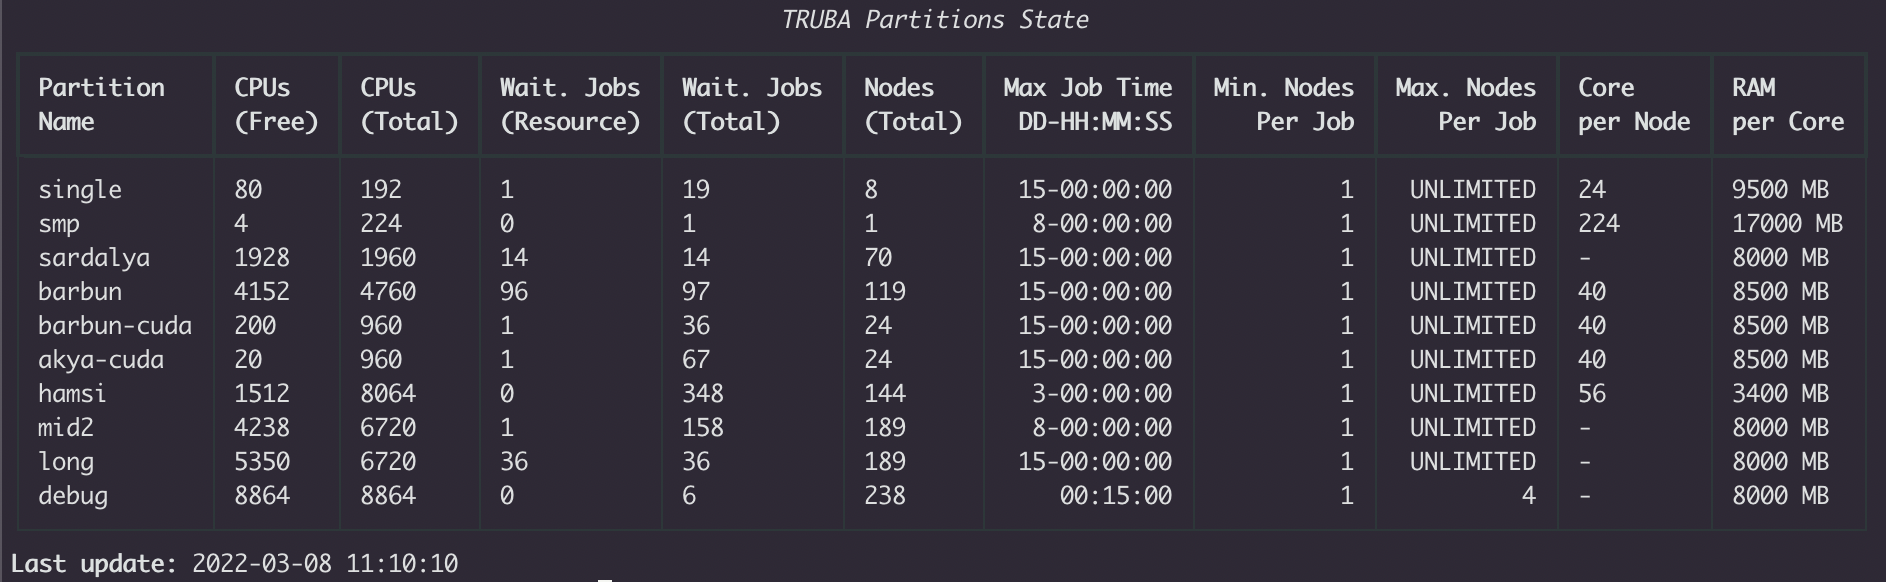 TRUBA Partitions State
Partition CPUs CPUs Wait. Jobs Wait. Jobs Nodes Max Job Time Min. Nodes Max. Nodes Core RAM
Name (Free) (Total) (Resource) (Total) (Total) DD-HH:MM:SS Per Job Per Job per Node per Core
single 80 192 1 19 8 15-00:00:00 1 UNLIMITED 24 9500 MB
smp 4 224 0 1 1 8-00:00:00 1 UNLIMITED 224 17000 MB
sardalya 1928 1960 14 14 70 15-00:00:00 1 UNLIMITED - 8000 MB
barbun 4152 4760 96 97 119 15-00:00:00 1 UNLIMITED 40 8500 MB
barbun-cuda 200 960 1 36 24 15-00:00:00 1 UNLIMITED 40 8500 MB
akya-cuda 20 960 1 67 24 15-00:00:00 1 UNLIMITED 40 8500 MB
hamsi 1512 8064 0 348 144 3-00:00:00 1 UNLIMITED 56 3400 MB
mid2 4238 6720 1 158 189 8-00:00:00 1 UNLIMITED - 8000 MB
long 5350 6720 36 36 189 15-00:00:00 1 UNLIMITED - 8000 MB
debug 8864 8864 0 6 238 00:15:00 1 4 - 8000 MB
Last update: 2022-03-08 11:10:10